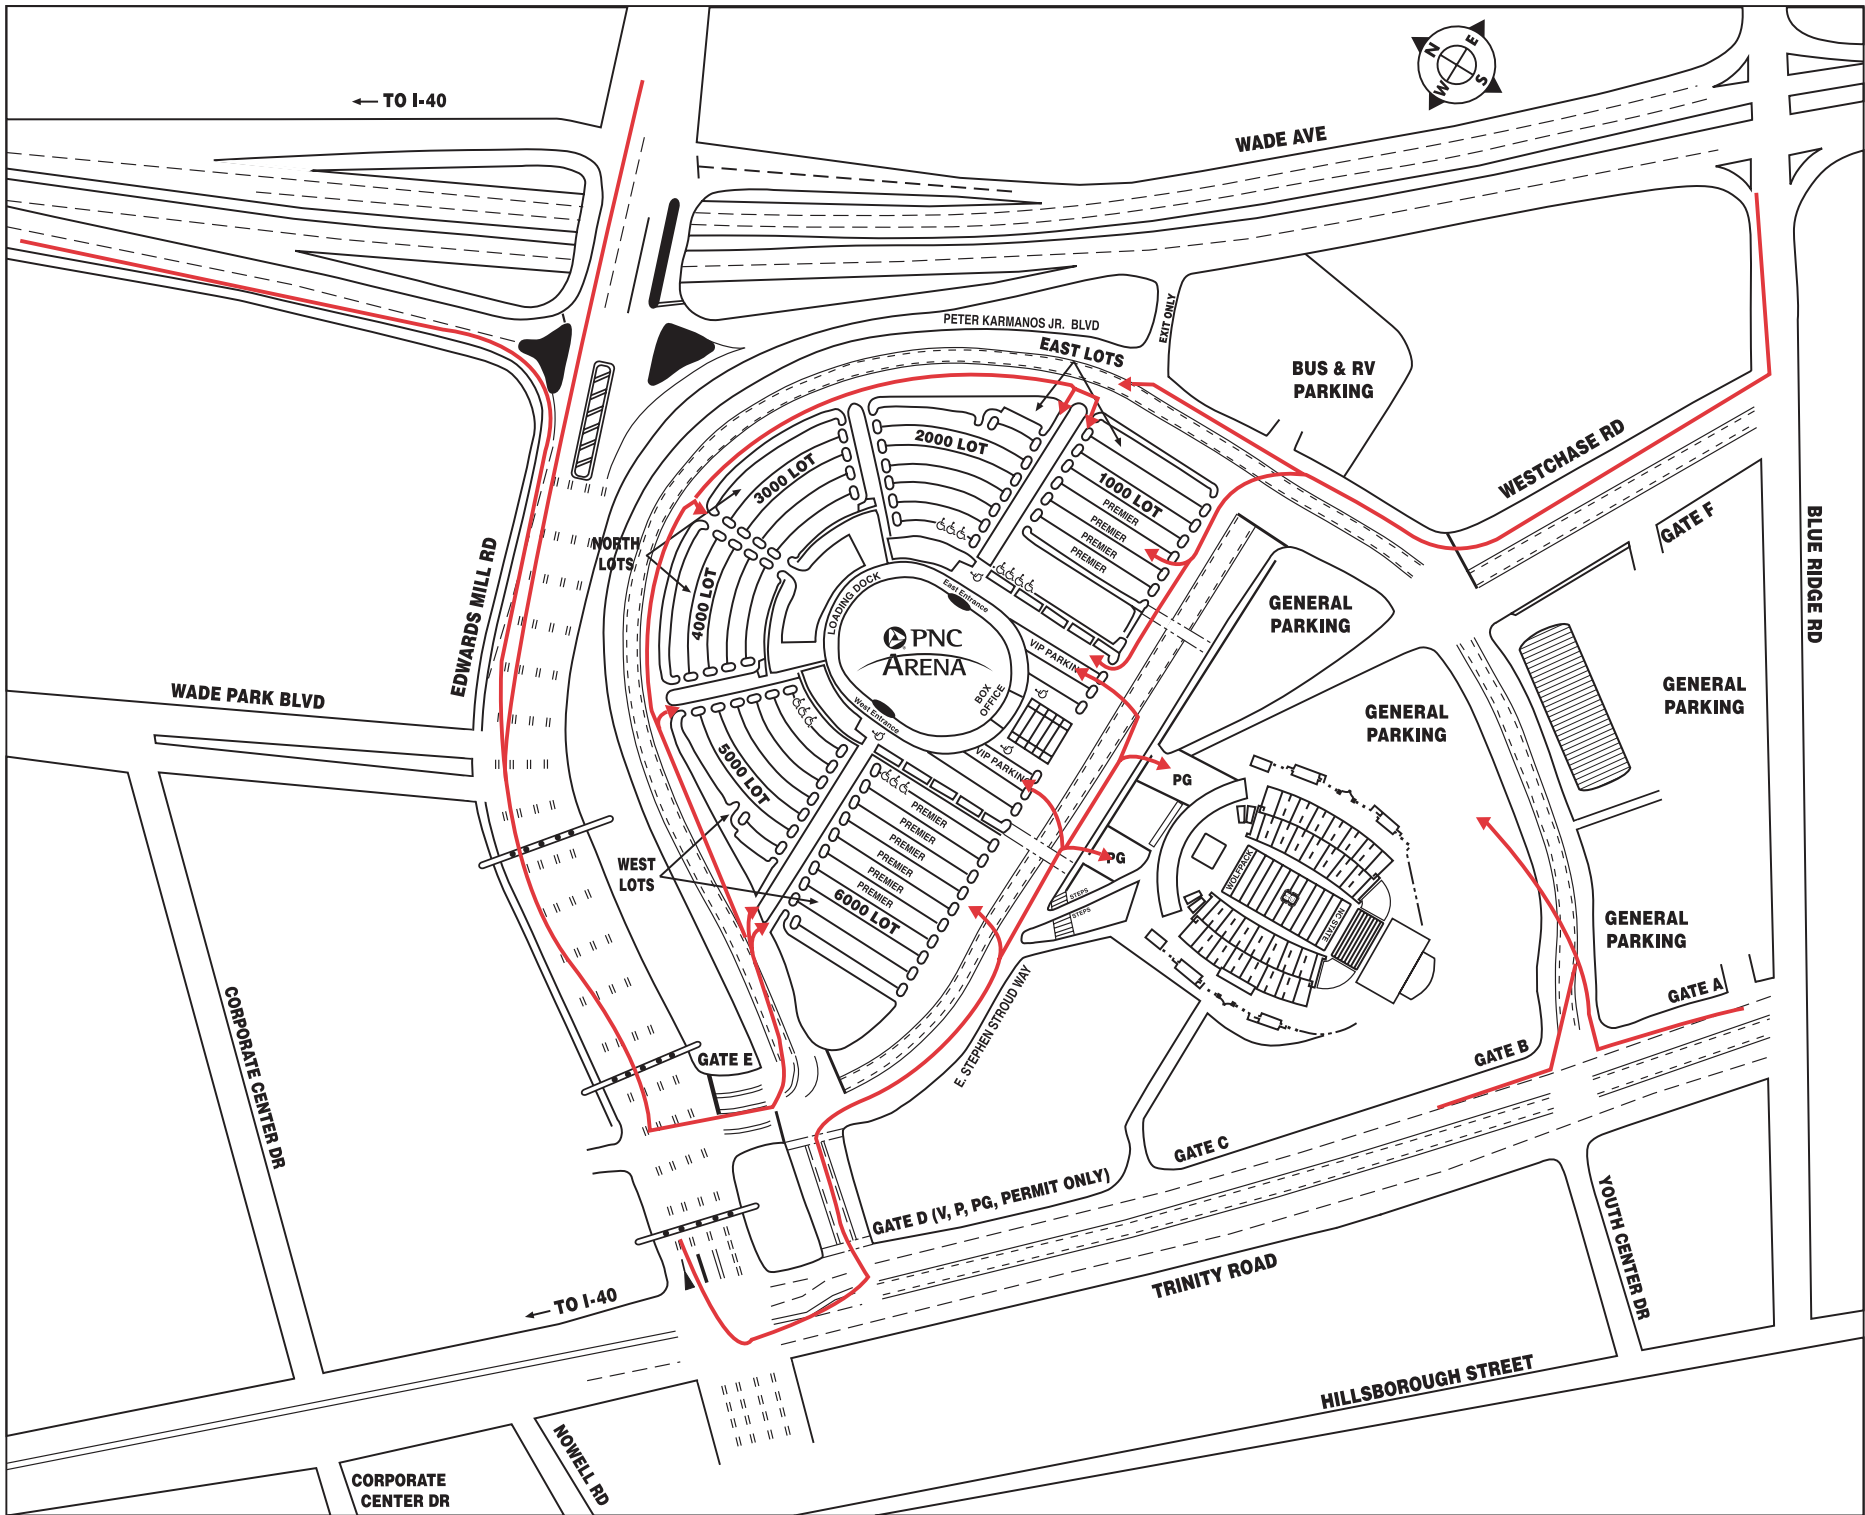 TO I-40
N
E
S
W
WADE AVE
PETER KARMANOS JR. BLVD
EXIT ONLY
EAST LOTS
BUS & RV
PARKING
WESTCHASE RD
GATE F
BLUE RIDGE RD
2000 LOT
3000 LOT
1000 LOT
PREMIER
PREMIER
PREMIER
PREMIER
NORTH
LOTS
4000 LOT
EDWARDS MILL RD
LOADING DOCK
East Entrance
PNC
ARENA
VIP PARKING
BOX
OFFICE
West Entrance
VIP PARKING
GENERAL
PARKING
GENERAL
PARKING
GENERAL
PARKING
WADE PARK BLVD
5000 LOT
PG
PG
PREMIER
PREMIER
PREMIER
PREMIER
PREMIER
6000 LOT
WEST
LOTS
STEPS
STEPS
WOLFPACK
NC STATE
GENERAL
PARKING
GATE A
GATE B
GATE C
GATE D (V, P, PG, PERMIT ONLY)
GATE E
E. STEPHEN STROUD WAY
CORPORATE CENTER DR
TO I-40
TRINITY ROAD
YOUTH CENTER DR
HILLSBOROUGH STREET
NOWELL RD
CORPORATE
CENTER DR